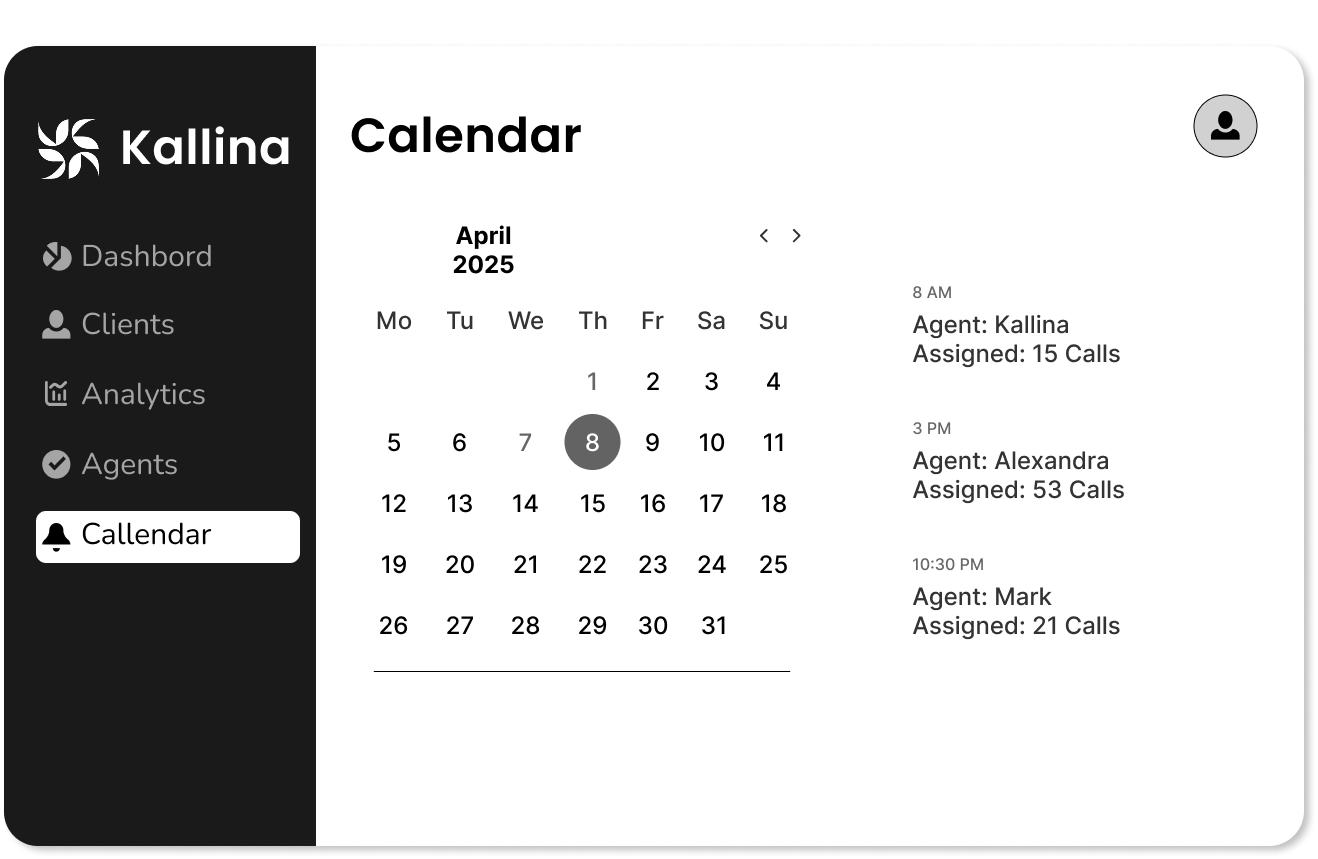 Kallina
Dashbord
Clients
Analytics
Agents
Callendar
Calendar
April
2025
Mo Tu We Th Fr Sa Su
1 2 3 4
5 6 7 8 9 10 11
12 13 14 15 16 17 18
19 20 21 22 23 24 25
26 27 28 29 30 31
8 AM
Agent: Kallina
Assigned: 15 Calls
3 PM
Agent: Alexandra
Assigned: 53 Calls
10:30 PM
Agent: Mark
Assigned: 21 Calls